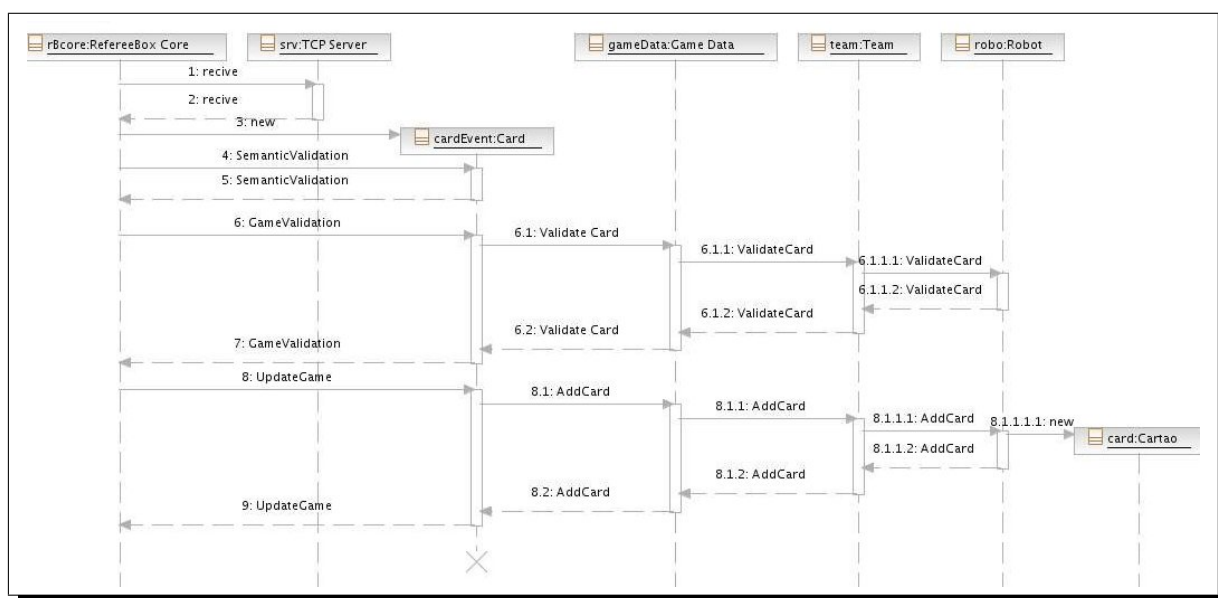 rBcore:RefereeBox Core
srv:TCP Server
gameData:Game Data
team:Team
robo:Robot
1: recive
2: recive
3: new
cardEvent:Card
4: SemanticValidation
5: SemanticValidation
6: GameValidation
6.1: Validate Card
6.1.1: ValidateCard
6.1.1.1: ValidateCard
6.1.1.2: ValidateCard
6.1.2: ValidateCard
6.2: Validate Card
7: GameValidation
8: UpdateGame
8.1: AddCard
8.1.1: AddCard
8.1.1.1: AddCard
8.1.1.1.1: new
card:Cartao
8.1.1.2: AddCard
8.1.2: AddCard
8.2: AddCard
9: UpdateGame